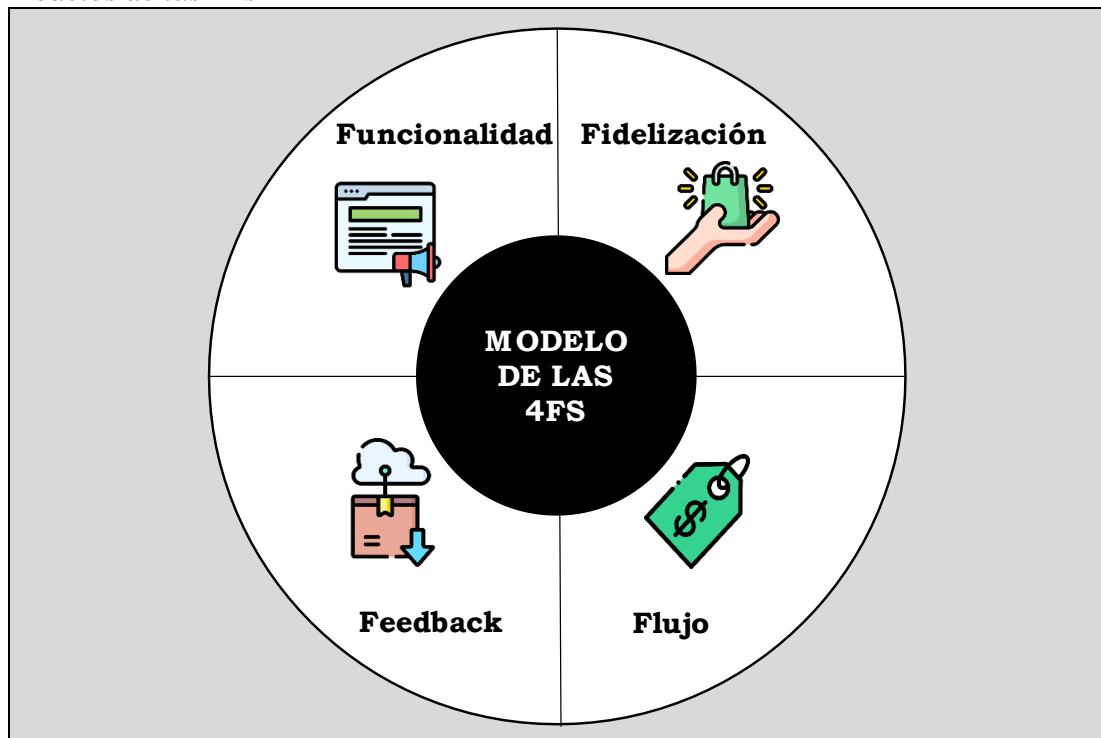 Funcionalidad
Fidelización
MODELO
DE LAS
4FS
Feedback
Flujo